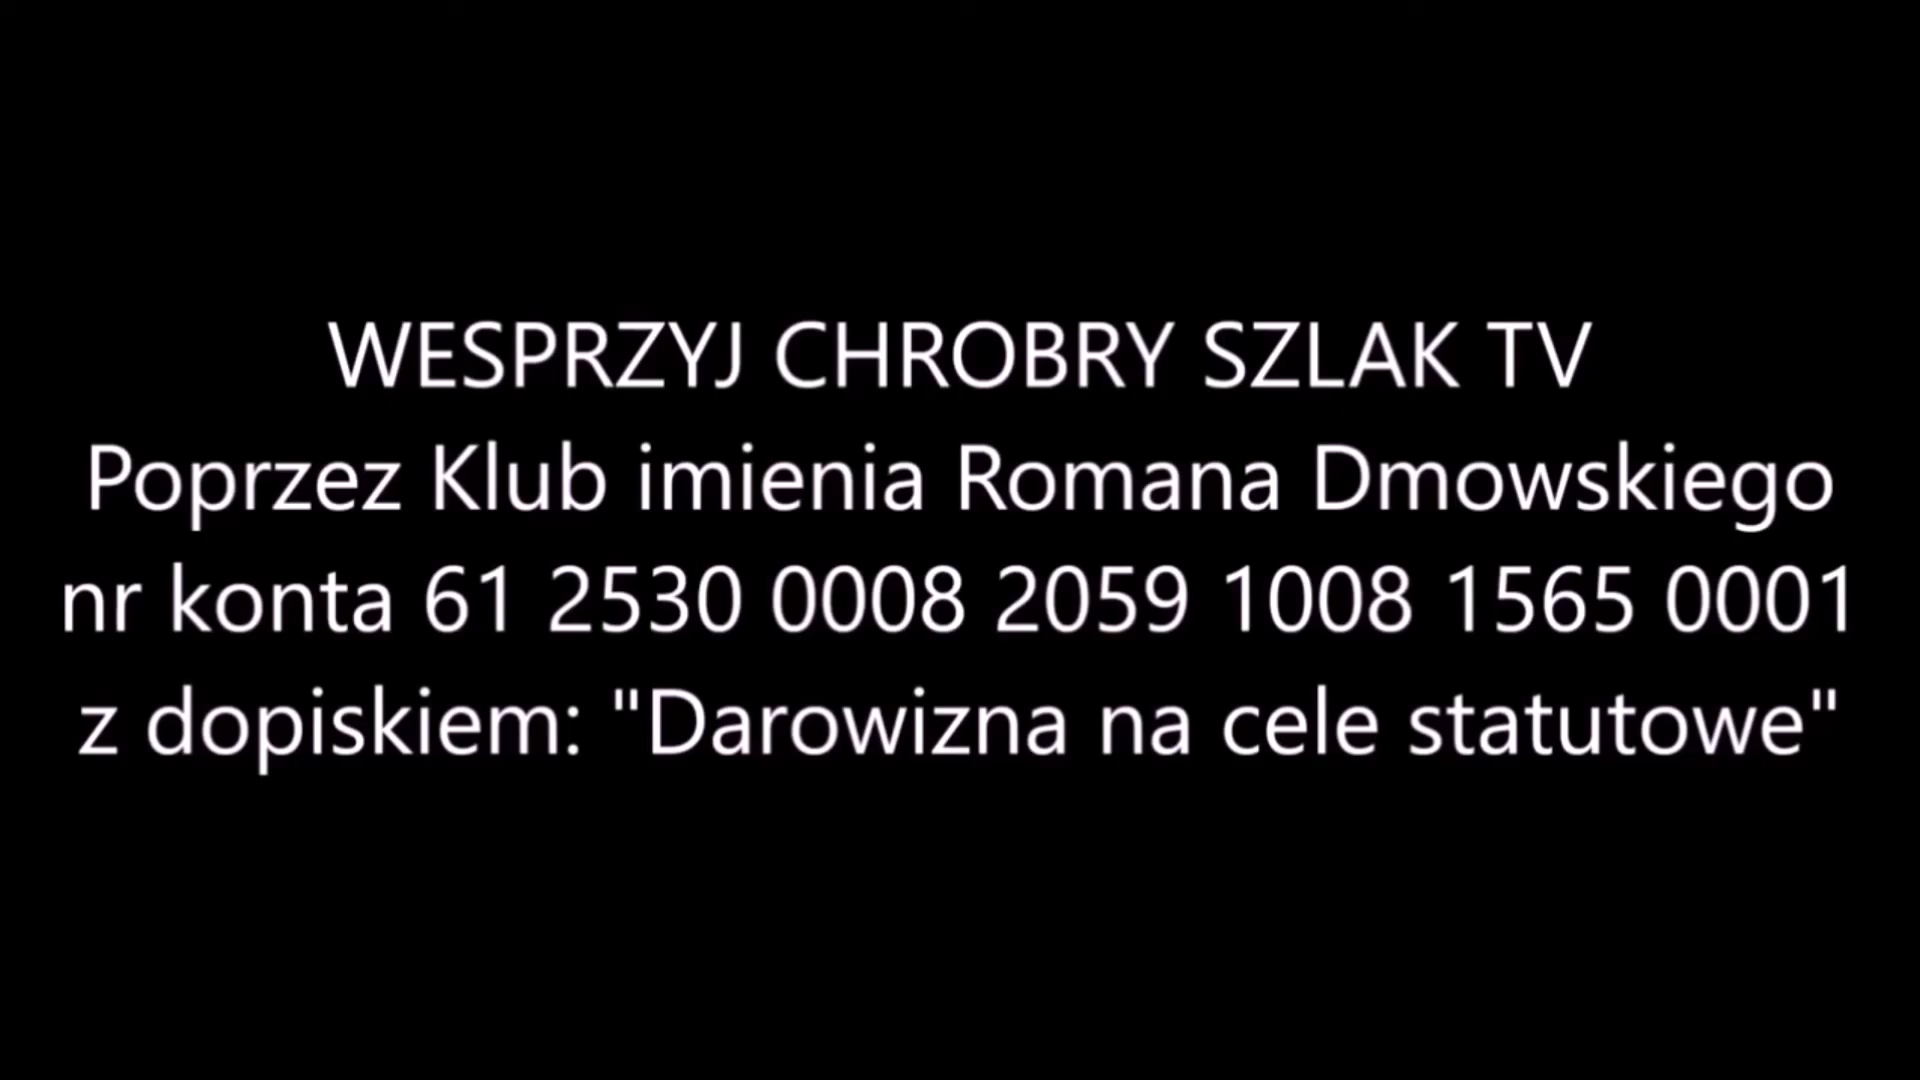 WESPRZYJ CHROBRY SZLAK TV
Poprzez Klub imienia Romana Dmowskiego
nr konta 61 2530 0008 2059 1008 1565 0001
z dopiskiem: "Darowizna na cele statutowe"